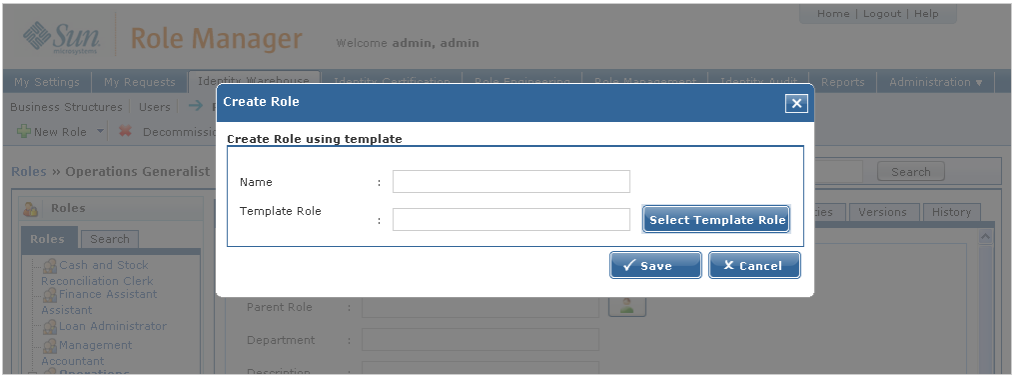 Home | Logout | Help
Sun
microsystems
Role Manager
Welcome admin, admin
My Settings My Requests Identity Warehouse Identity Certification Role Engineering Role Management Identity Audit Reports Administration ▼
Business Structures Users
New Role Decommissi
Create Role
Create Role using template
Name :
Template Role : Select Template Role
Save Cancel
Roles » Operations Generalist
Search
Roles
Versions History
Roles Search
Cash and Stock
Reconciliation Clerk
Finance Assistant
Assistant
Loan Administrator
Management
Accountant
Operations
Parent Role :
Department :
Description :